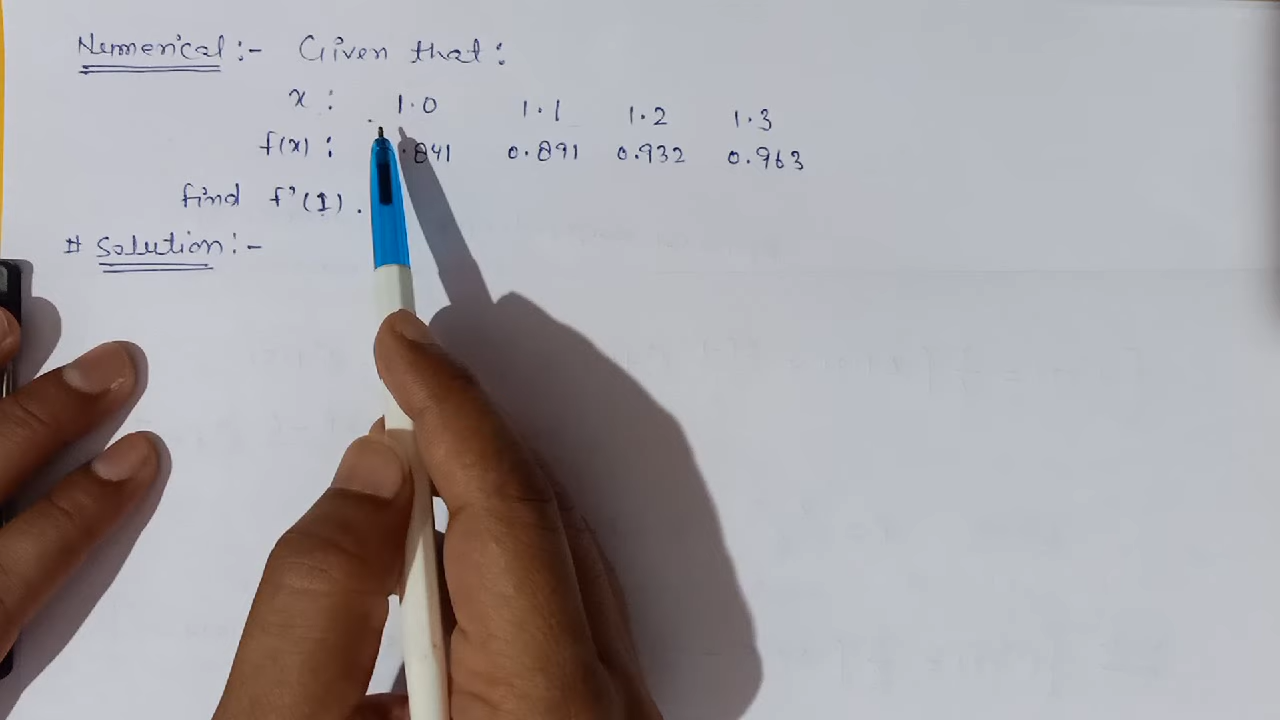 Numerical:- Given that:
x : 1.0 1.1 1.2 1.3
f(x) : .841 0.891 0.932 0.963
find f'(1).
# Solution:-